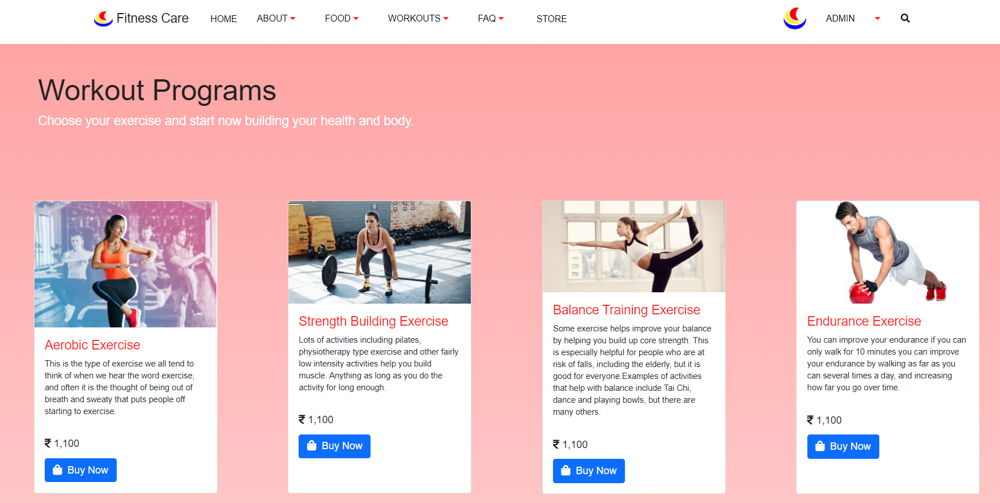 Fitness Care HOME ABOUT FOOD WORKOUTS FAQ STORE ADMIN
Workout Programs
Choose your exercise and start now building your health and body.
Aerobic Exercise
This is the type of exercise we all tend to
think of when we hear the word exercise,
and often it is the thought of being out of
breath and sweaty that puts people off
starting to exercise.
₹ 1,100
Buy Now
Strength Building Exercise
Lots of activities including pilates,
physiotherapy type exercise and other fairly
low intensity activities help you build
muscle. Anything as long as you do the
activity for long enough.
₹ 1,100
Buy Now
Balance Training Exercise
Some exercise helps improve your balance
by helping you build up core strength. This
is especially helpful for people who are at
risk of falls, including the elderly, but it is
good for everyone.Examples of activities
that help with balance include Tai Chi,
dance and playing bowls, but there are
many others.
₹ 1,100
Buy Now
Endurance Exercise
You can improve your endurance if you can
only walk for 10 minutes you can improve
your endurance by walking as far as you
can several times a day, and increasing
how far you go over time.
₹ 1,100
Buy Now